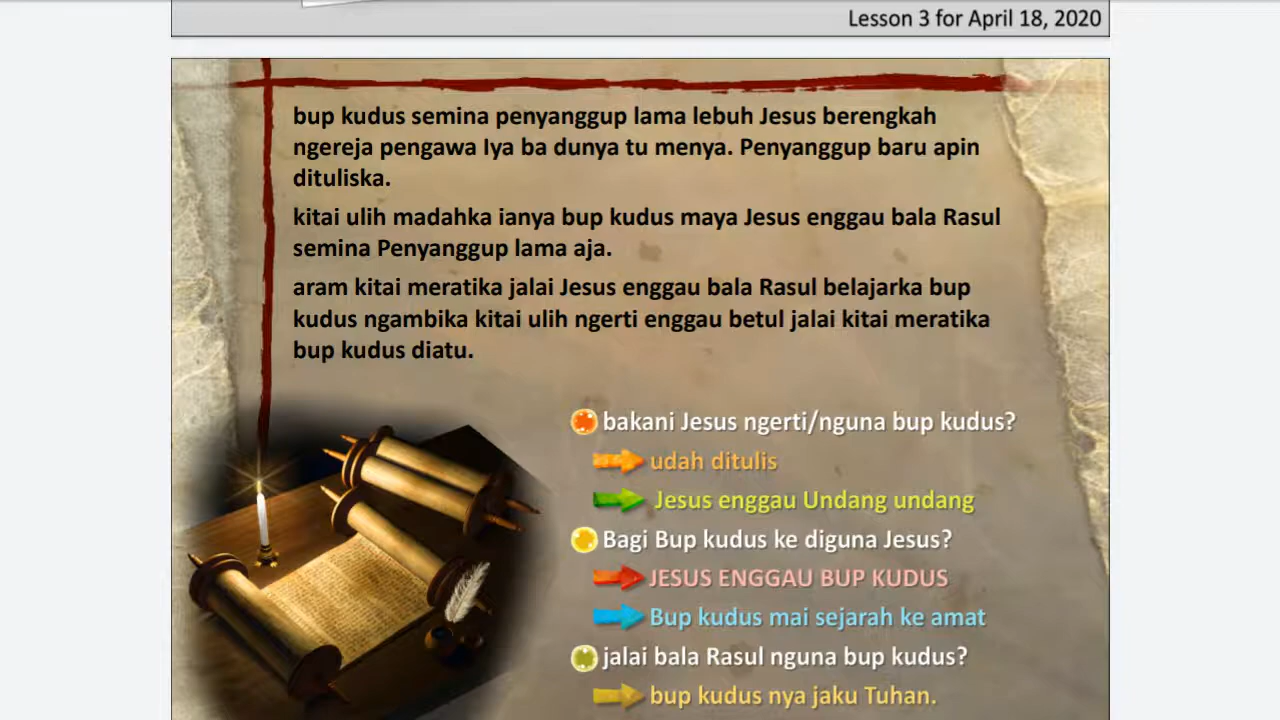 Lesson 3 for April 18, 2020
bup kudus semina penyanggup lama lebuh Jesus berengkah
ngereja pengawa Iya ba dunya tu menya. Penyanggup baru apin
dituliska.
kitai ulih madahka ianya bup kudus maya Jesus enggau bala Rasul
semina Penyanggup lama aja.
aram kitai meratika jalai Jesus enggau bala Rasul belajarka bup
kudus ngambika kitai ulih ngerti enggau betul jalai kitai meratika
bup kudus diatu.
bakani Jesus ngerti/nguna bup kudus?
udah ditulis
Jesus enggau Undang undang
Bagi Bup kudus ke diguna Jesus?
JESUS ENGGAU BUP KUDUS
Bup kudus mai sejarah ke amat
jalai bala Rasul nguna bup kudus?
bup kudus nya jaku Tuhan.